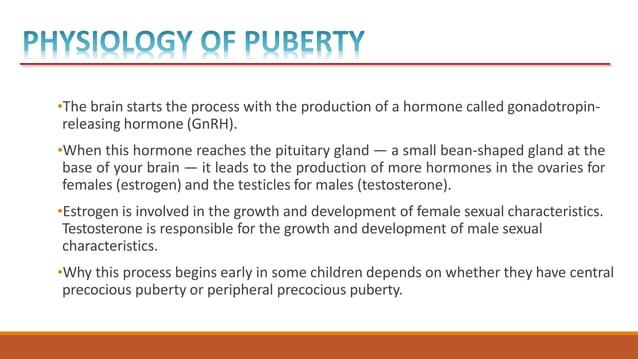 PHYSIOLOGY OF PUBERTY
•The brain starts the process with the production of a hormone called gonadotropin-
releasing hormone (GnRH).
•When this hormone reaches the pituitary gland — a small bean-shaped gland at the
base of your brain — it leads to the production of more hormones in the ovaries for
females (estrogen) and the testicles for males (testosterone).
•Estrogen is involved in the growth and development of female sexual characteristics.
Testosterone is responsible for the growth and development of male sexual
characteristics.
•Why this process begins early in some children depends on whether they have central
precocious puberty or peripheral precocious puberty.